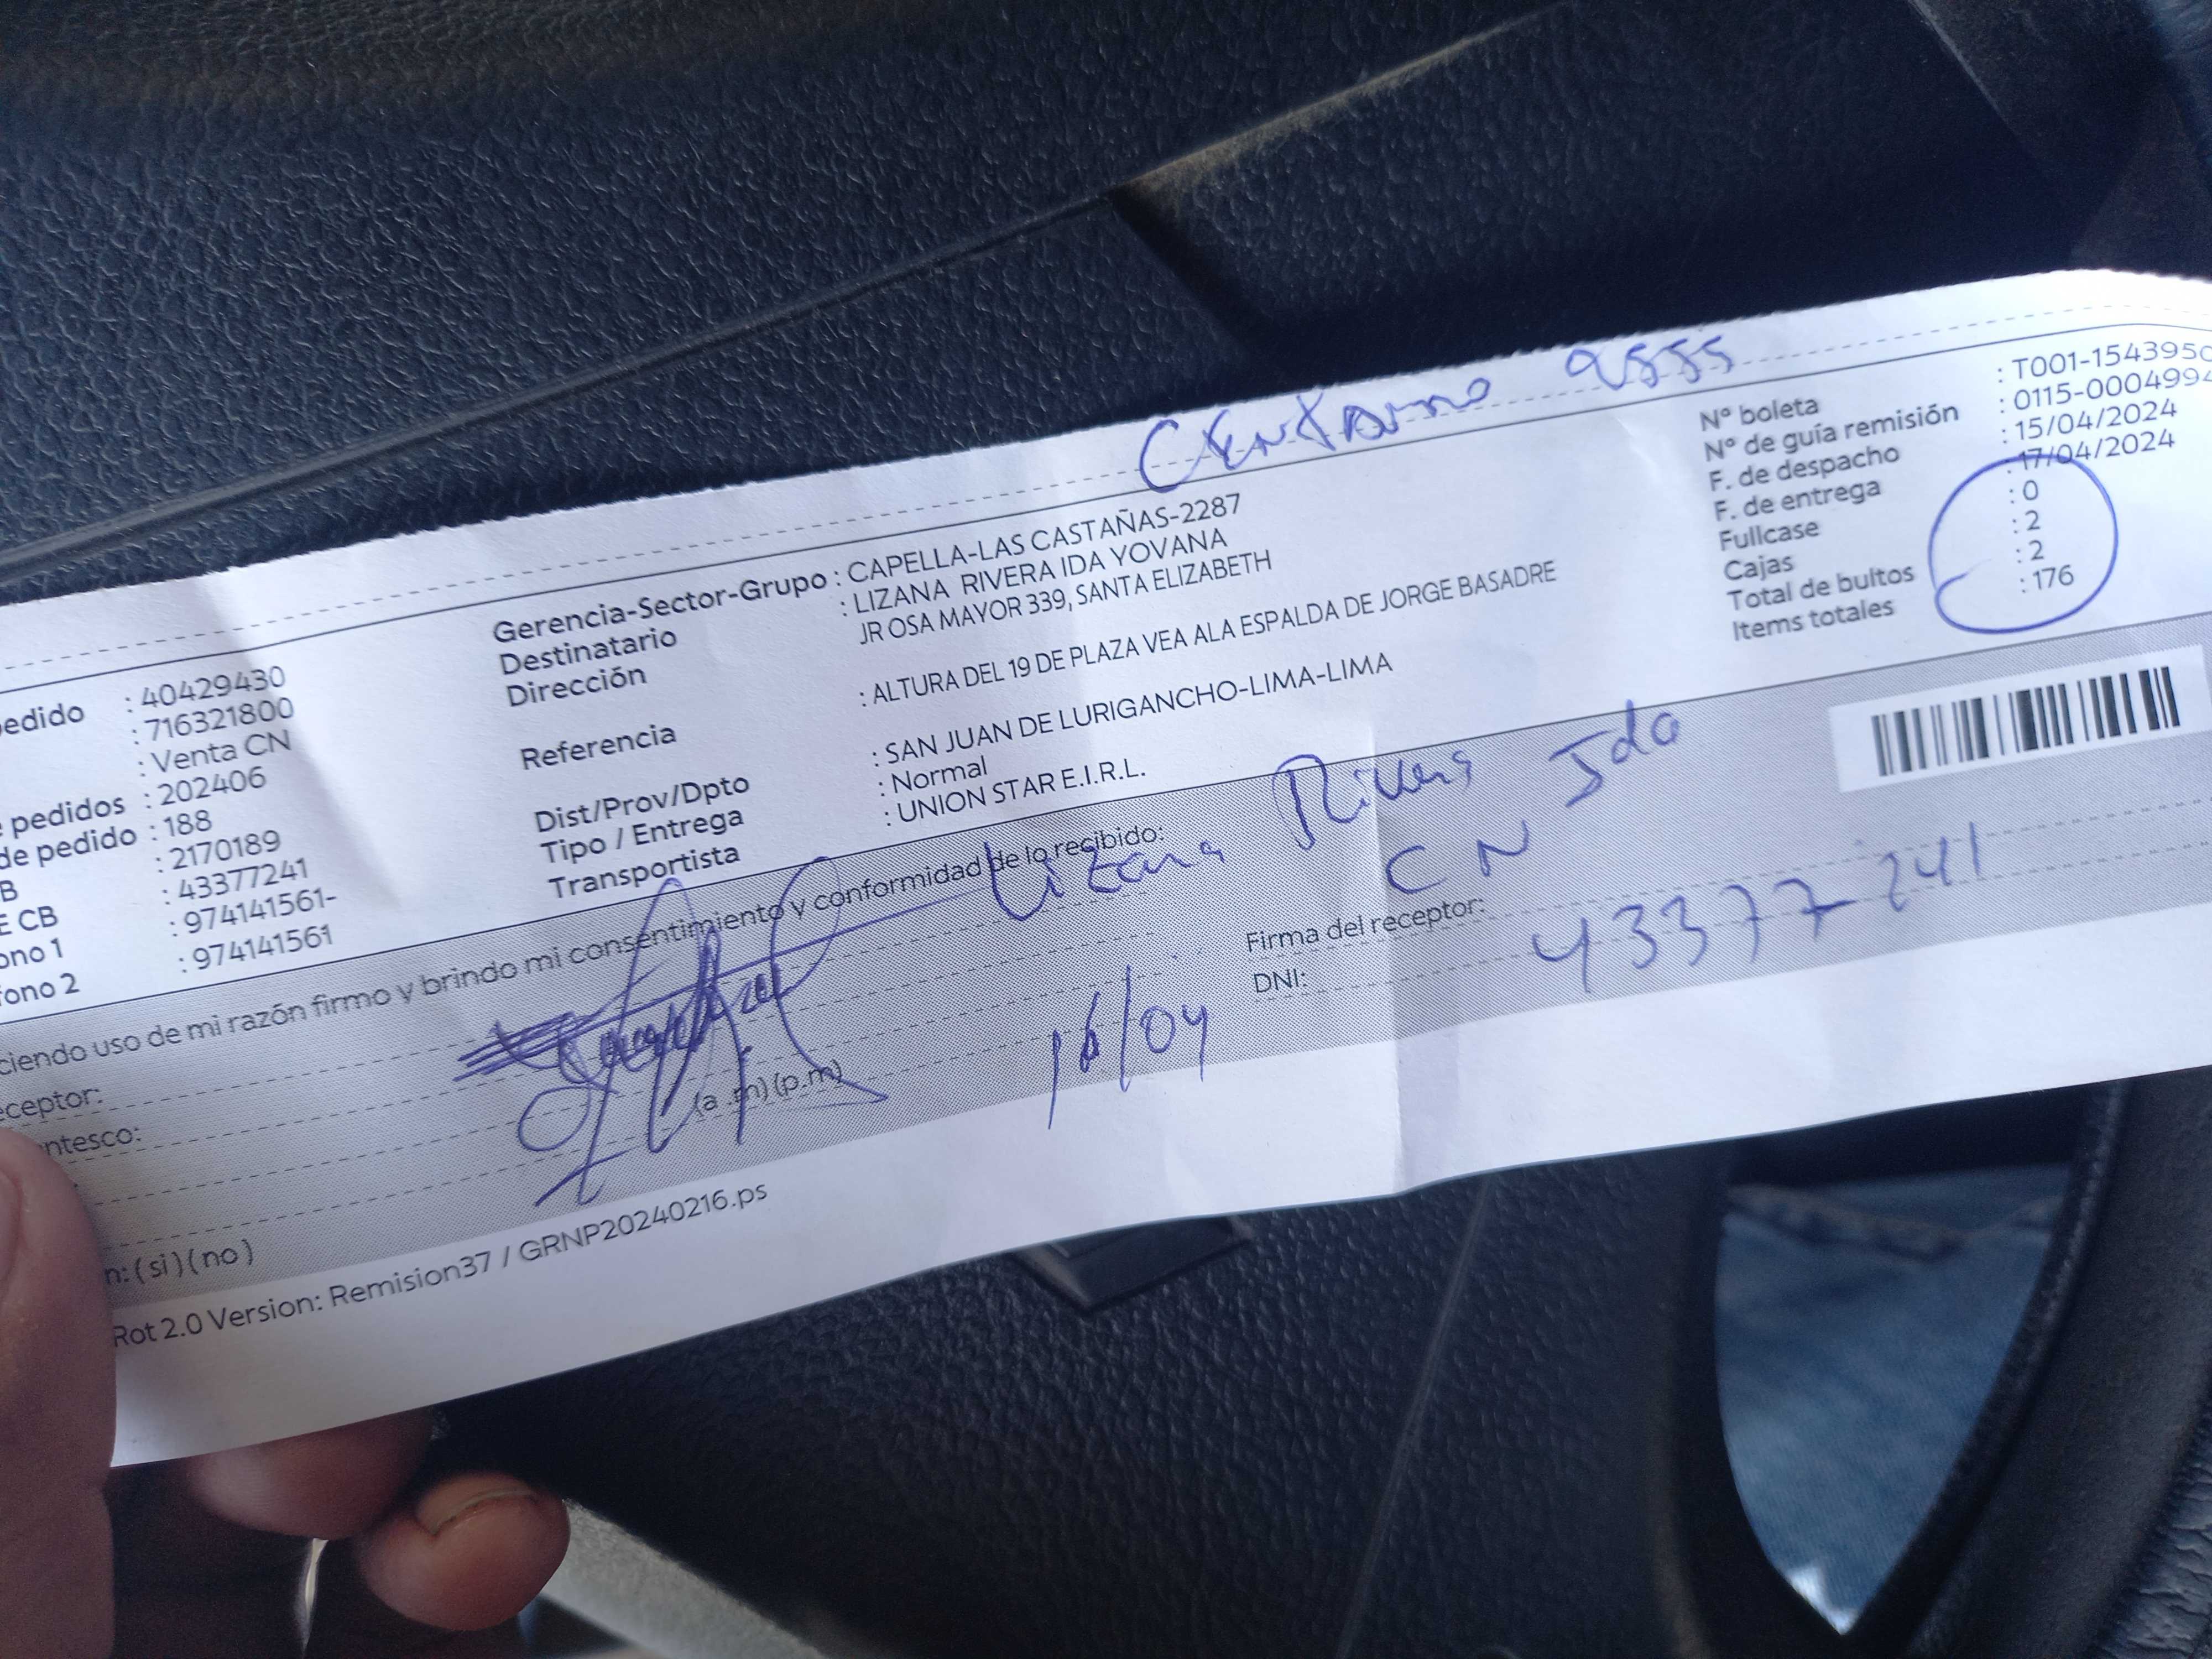 Centauro 2555
pedido : 40429430
: 716321800
: Venta CN
e pedidos : 202406
de pedido : 188
B : 2170189
E CB : 43377241
ono 1 : 974141561-
fono 2 : 974141561
Gerencia-Sector-Grupo : CAPELLA-LAS CASTAÑAS-2287
Destinatario : LIZANA RIVERA IDA YOVANA
Dirección JR OSA MAYOR 339, SANTA ELIZABETH
Referencia : ALTURA DEL 19 DE PLAZA VEA ALA ESPALDA DE JORGE BASADRE
Dist/Prov/Dpto : SAN JUAN DE LURIGANCHO-LIMA-LIMA
Tipo / Entrega : Normal
Transportista : UNION STAR E.I.R.L.
N° boleta : T001-1543950
N° de guía remisión : 0115-0004994
F. de despacho : 15/04/2024
F. de entrega : 17/04/2024
Fullcase : 0
Cajas : 2
Total de bultos : 2
Items totales : 176
ciendo uso de mi razón firmo y brindo mi consentimiento y conformidad de lo recibido:
Lizana Rivera Ida
CN
eceptor:
Firma del receptor:
ntesco:
DNI: 43377241
(a .m) (p.m)
16/04
n: (si) (no)
Rot 2.0 Version: Remision37 / GRNP20240216.ps